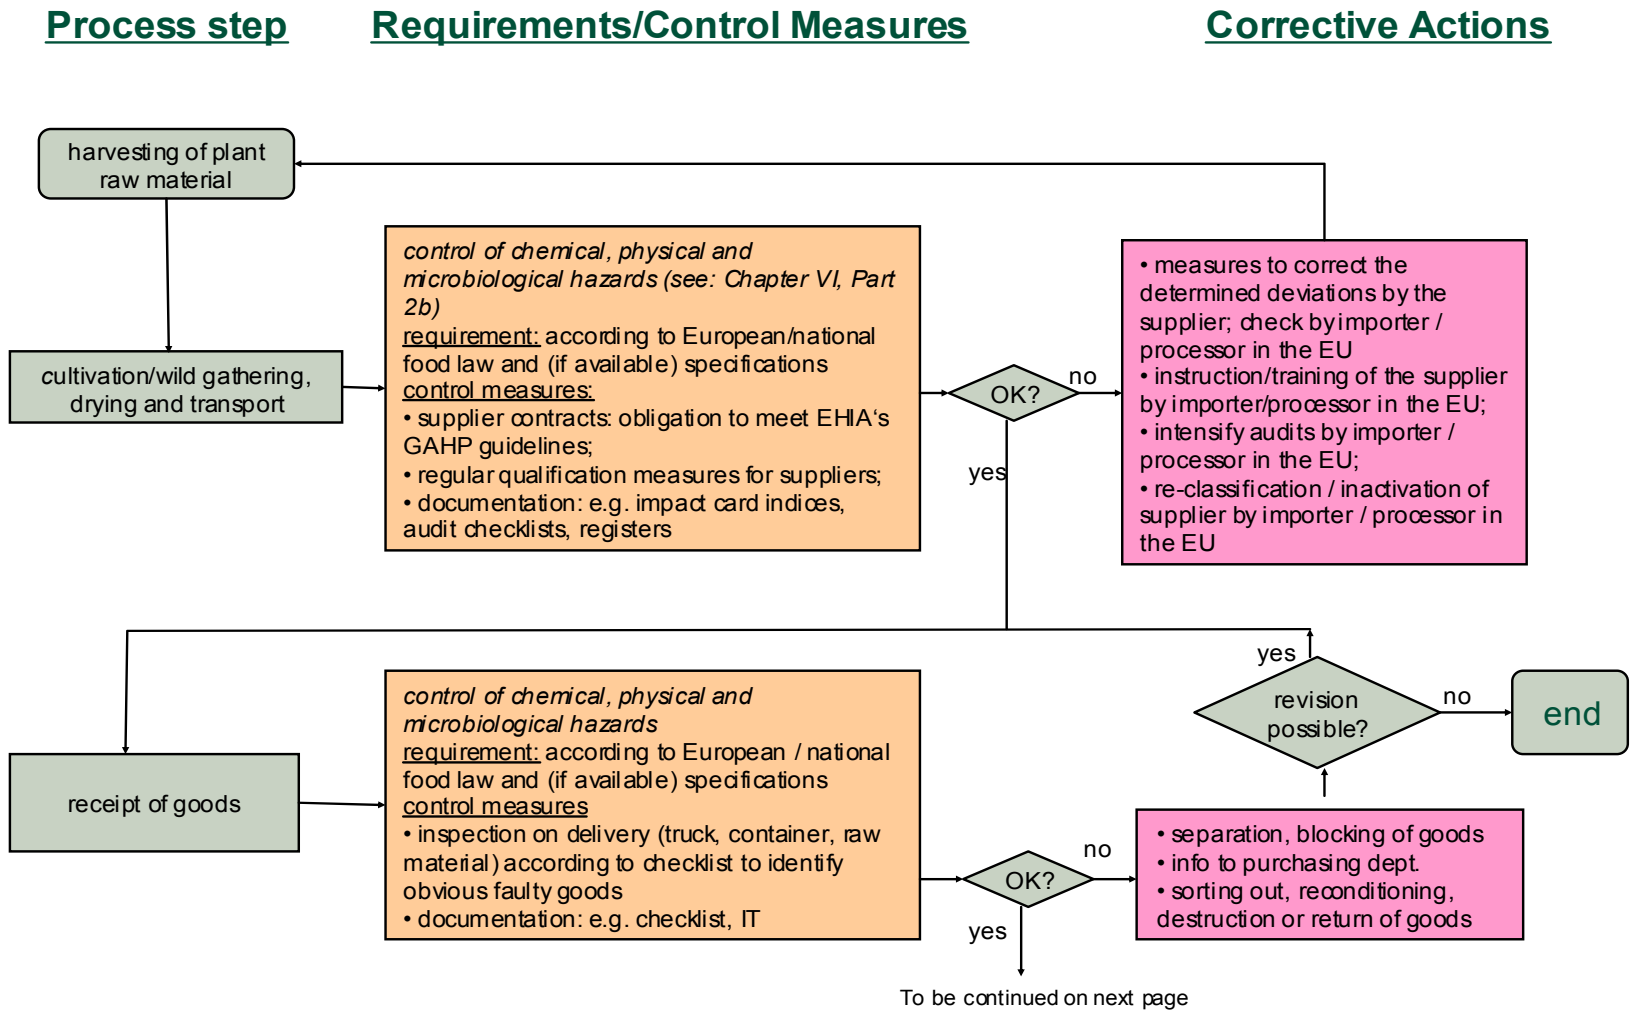 Process step
Requirements/Control Measures
Corrective Actions
harvesting of plant
raw material
cultivation/wild gathering,
drying and transport
control of chemical, physical and
microbiological hazards (see: Chapter VI, Part
2b)
requirement: according to European/national
food law and (if available) specifications
control measures:
• supplier contracts: obligation to meet EHIA‘s
GAHP guidelines;
• regular qualification measures for suppliers;
• documentation: e.g. impact card indices,
audit checklists, registers
OK?
no
yes
• measures to correct the
determined deviations by the
supplier; check by importer /
processor in the EU
• instruction/training of the supplier
by importer/processor in the EU;
• intensify audits by importer /
processor in the EU;
• re-classification / inactivation of
supplier by importer / processor in
the EU
receipt of goods
control of chemical, physical and
microbiological hazards
requirement: according to European / national
food law and (if available) specifications
control measures
• inspection on delivery (truck, container, raw
material) according to checklist to identify
obvious faulty goods
• documentation: e.g. checklist, IT
OK?
no
yes
• separation, blocking of goods
• info to purchasing dept.
• sorting out, reconditioning,
destruction or return of goods
yes
revision
possible?
no
end
To be continued on next page